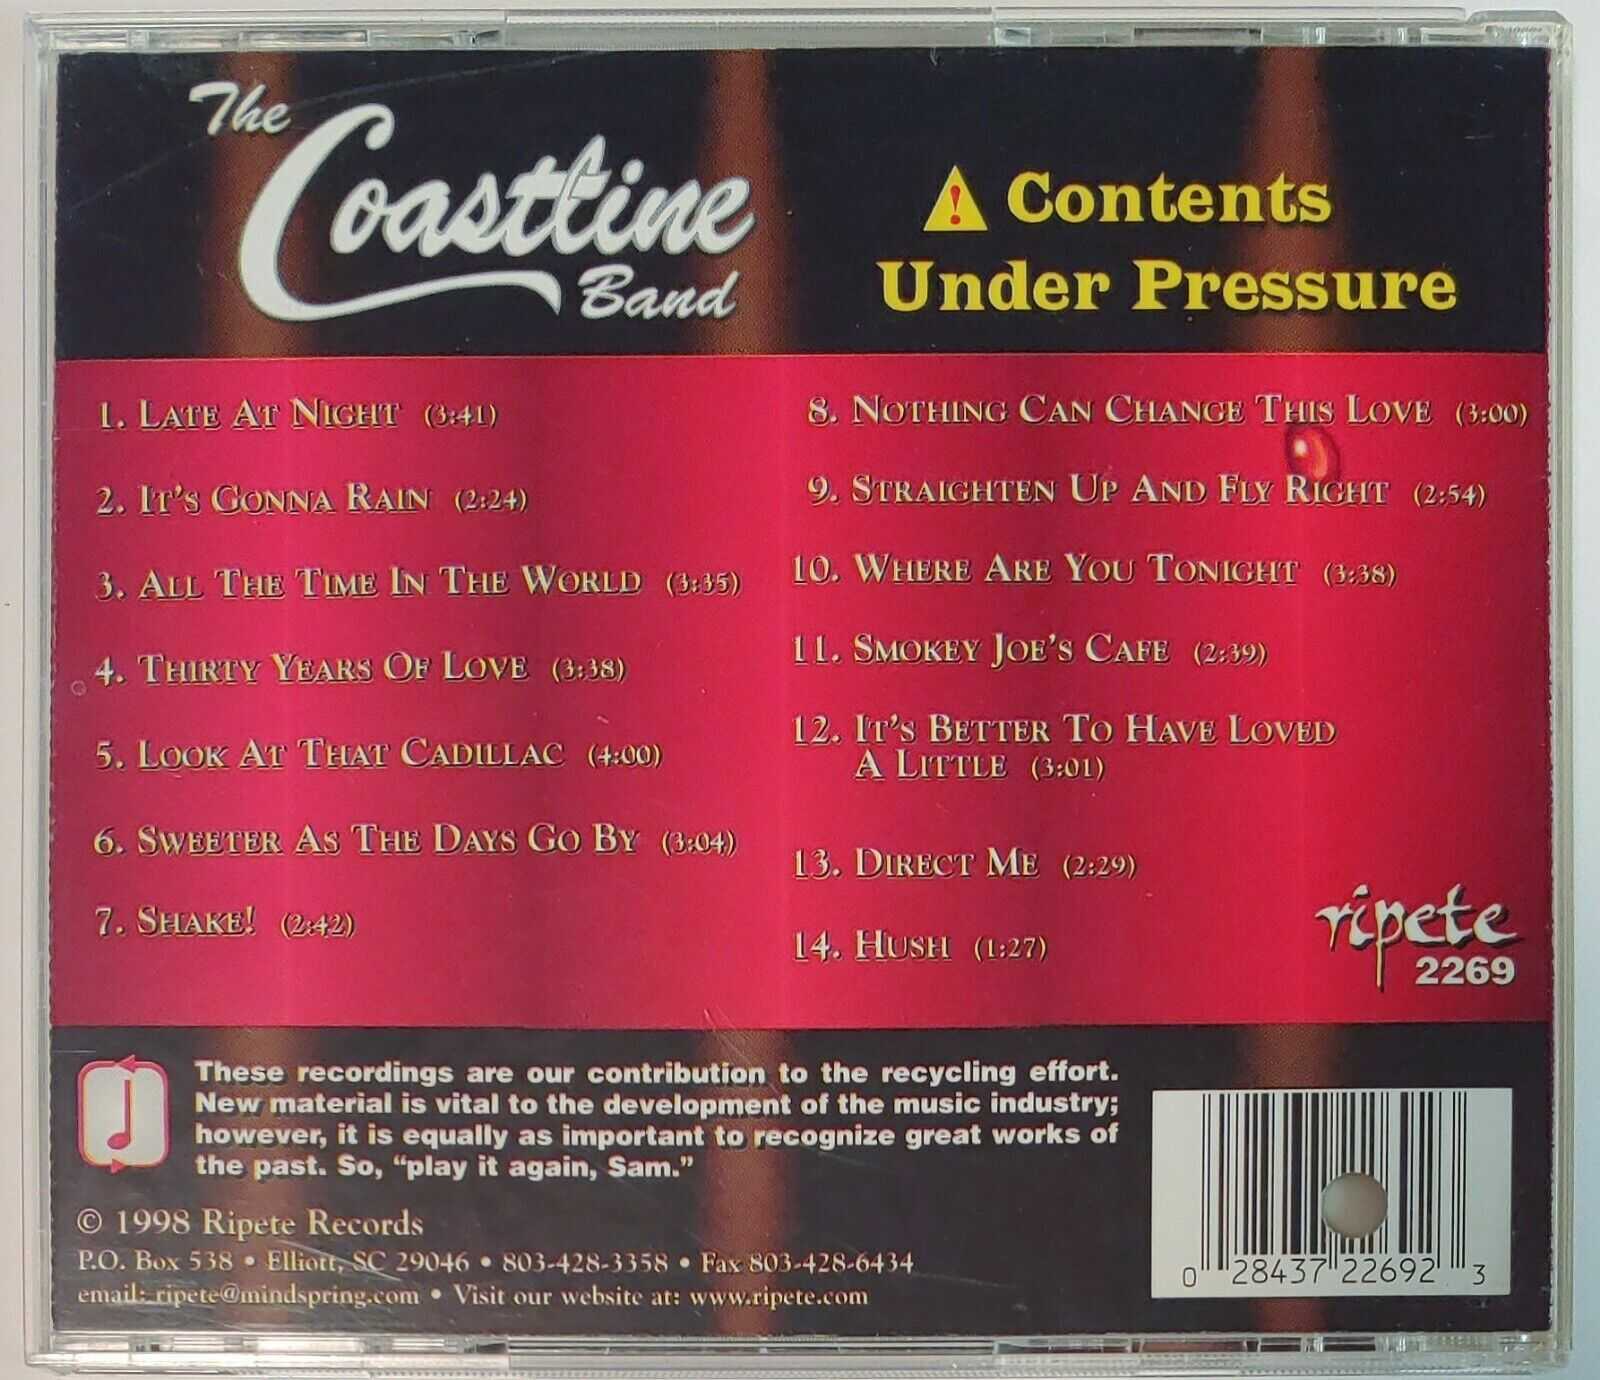 The
Coastline
Band
! Contents
Under Pressure
1. Late At Night (3:41)
2. It's Gonna Rain (2:24)
3. All The Time In The World (3:35)
4. Thirty Years Of Love (3:38)
5. Look At That Cadillac (4:00)
6. Sweeter As The Days Go By (3:04)
7. Shake! (2:42)
8. Nothing Can Change This Love (3:00)
9. Straighten Up And Fly Right (2:54)
10. Where Are You Tonight (3:38)
11. Smokey Joe's Cafe (2:39)
12. It's Better To Have Loved
A Little (3:01)
13. Direct Me (2:29)
14. Hush (1:27)
ripete
2269
These recordings are our contribution to the recycling effort.
New material is vital to the development of the music industry;
however, it is equally as important to recognize great works of
the past. So, “play it again, Sam.”
© 1998 Ripete Records
P.O. Box 538 • Elliott, SC 29046 • 803-428-3358 • Fax 803-428-6434
email: ripete@mindspring.com • Visit our website at: www.ripete.com
0 28437 22692 3